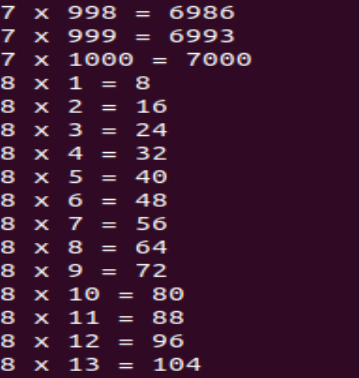 7 x 998 = 6986
7 x 999 = 6993
7 x 1000 = 7000
8 x 1 = 8
8 x 2 = 16
8 x 3 = 24
8 x 4 = 32
8 x 5 = 40
8 x 6 = 48
8 x 7 = 56
8 x 8 = 64
8 x 9 = 72
8 x 10 = 80
8 x 11 = 88
8 x 12 = 96
8 x 13 = 104